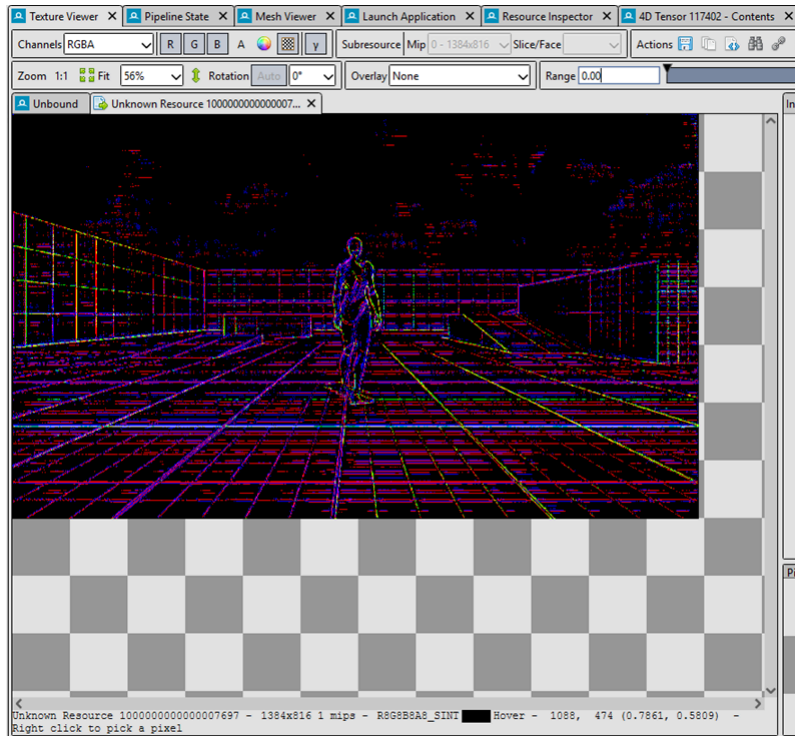 Texture Viewer X Pipeline State X Mesh Viewer X Launch Application X Resource Inspector X 4D Tensor 117402 - Contents X
Channels RGBA R G B A γ Subresource Mip 0 - 1384x816 Slice/Face Actions
Zoom 1:1 Fit 56% Rotation Auto 0° Overlay None Range 0.00
Unbound Unknown Resource 1000000000000007... X In
Unknown Resource 1000000000000007697 - 1384x816 1 mips - R8G8B8A8_SINT Hover - 1088, 474 (0.7861, 0.5809) -
Right click to pick a pixel